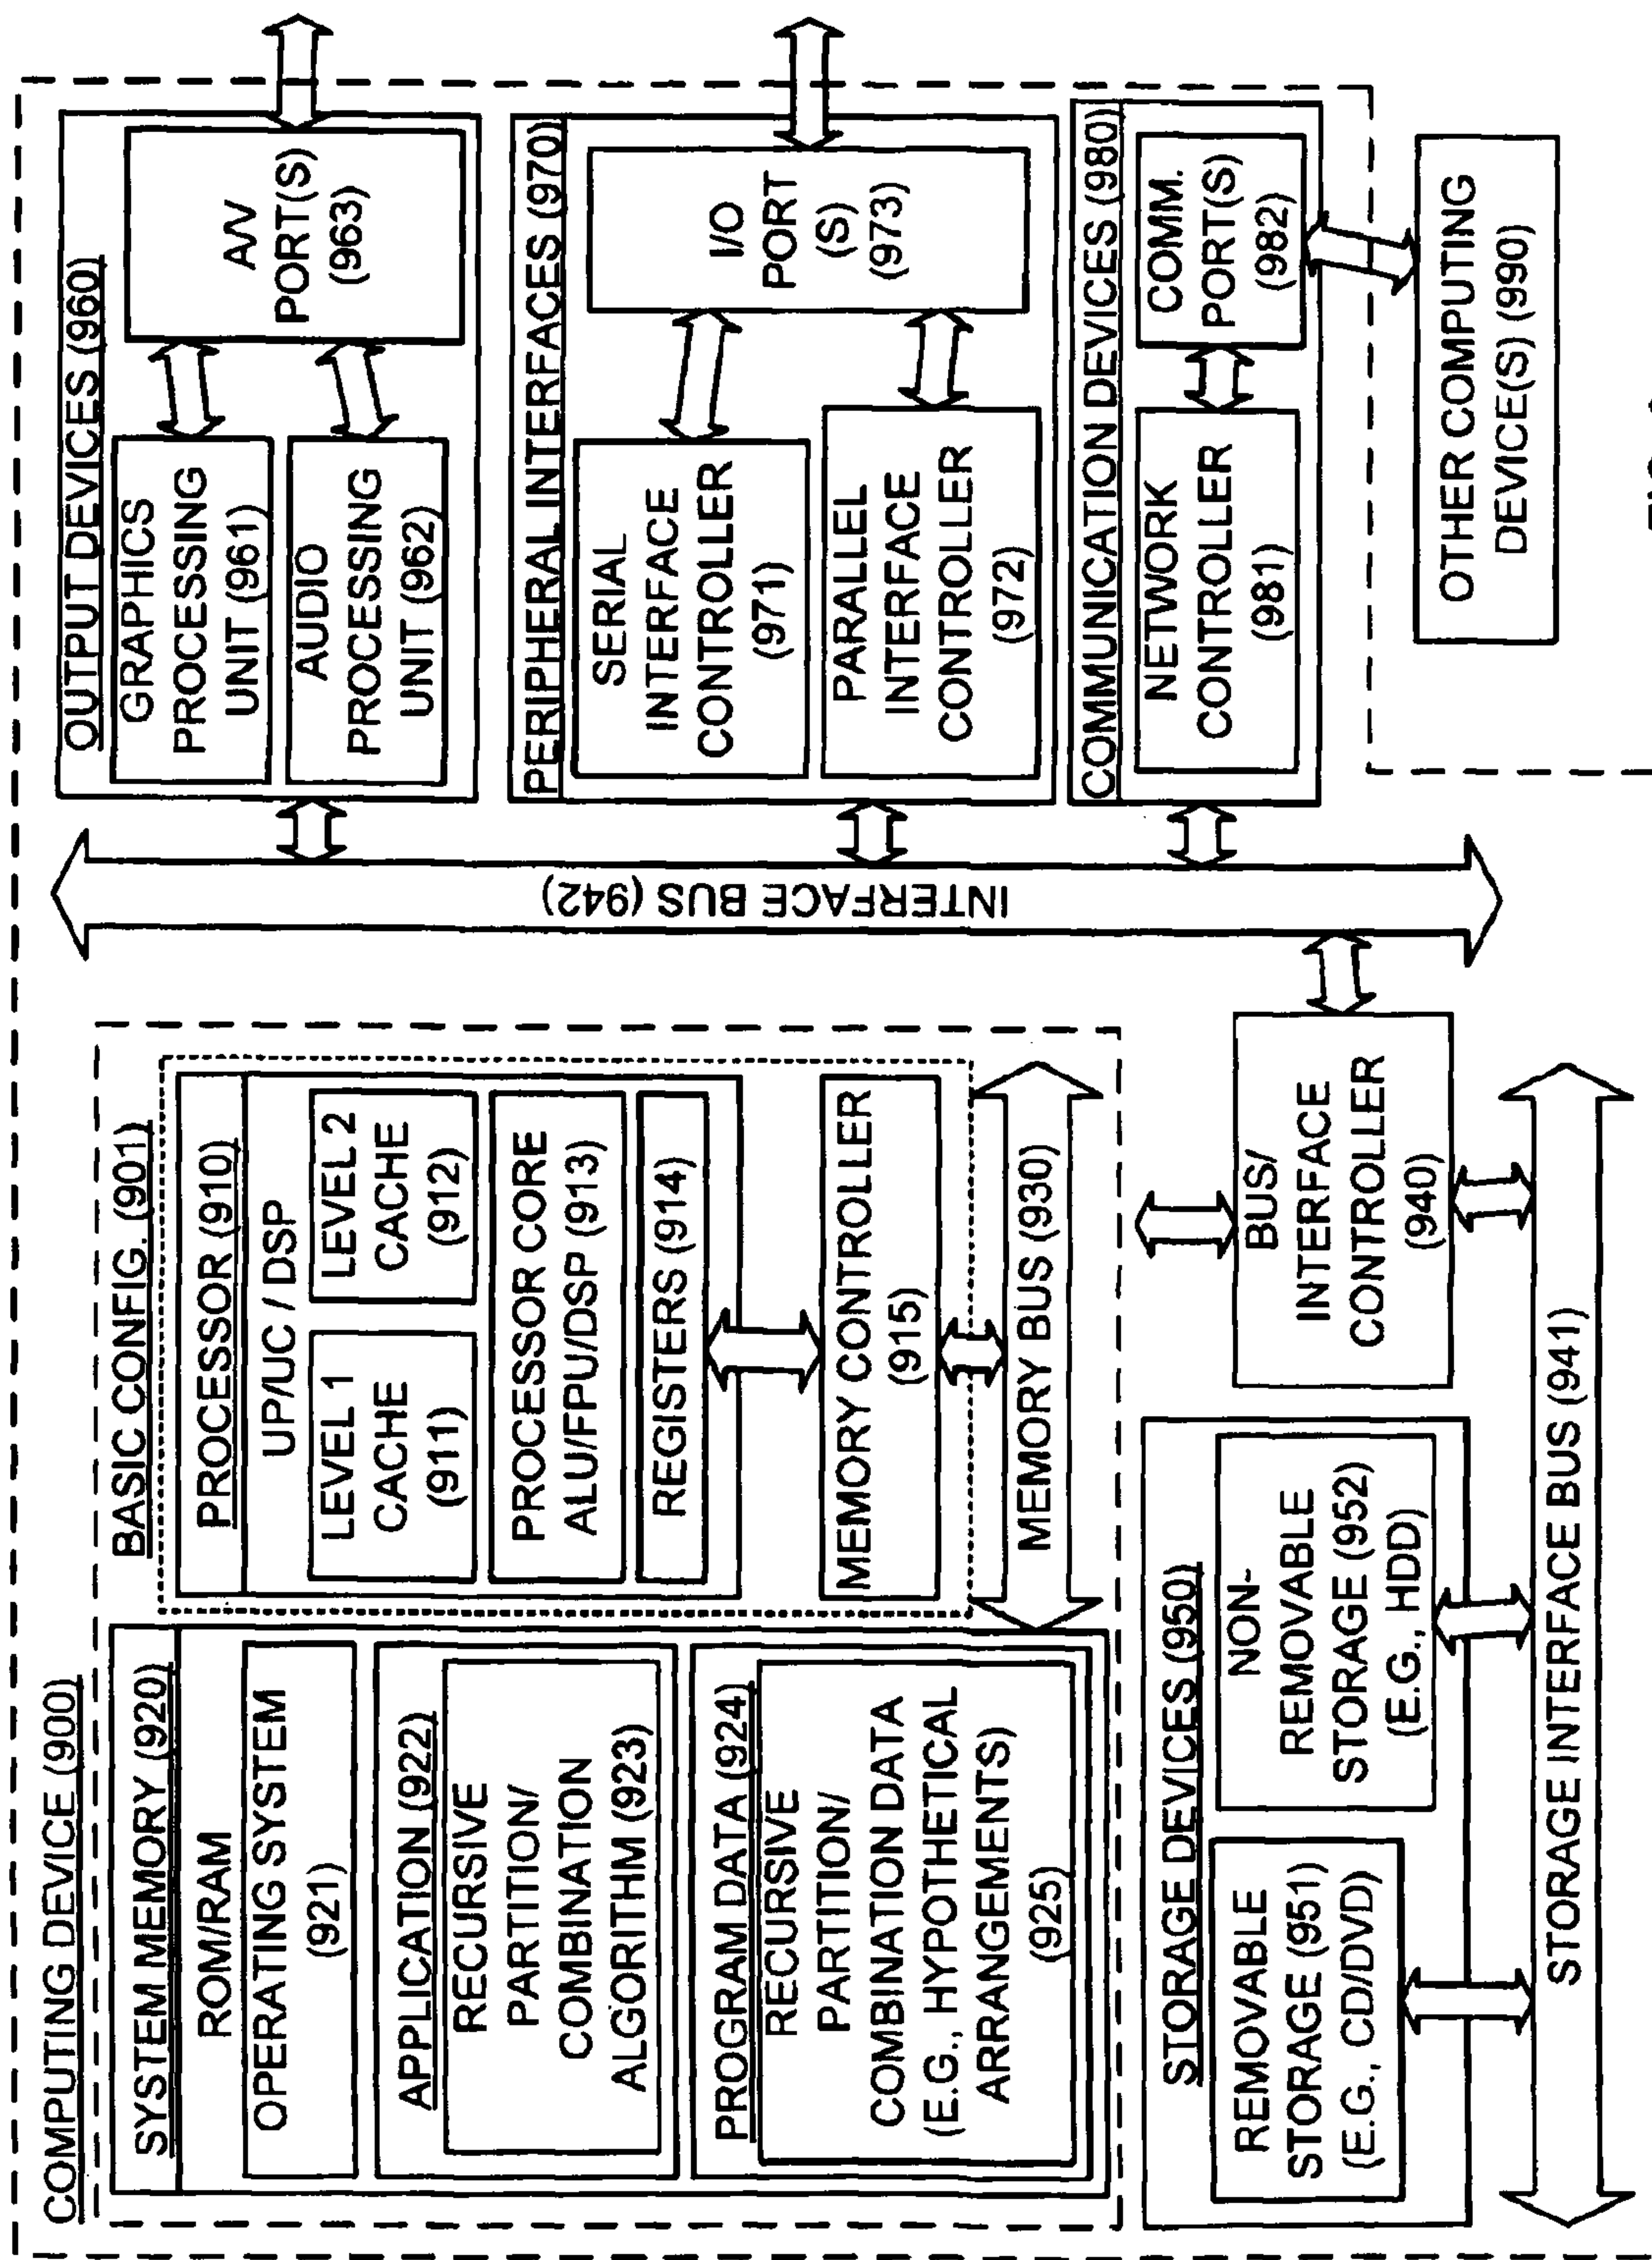 COMPUTING DEVICE (900)
BASIC CONFIG. (901)
SYSTEM MEMORY (920)
ROM/RAM
OPERATING SYSTEM
(921)
APPLICATION (922)
RECURSIVE
PARTITION/
COMBINATION
ALGORITHM (923)
PROGRAM DATA (924)
RECURSIVE
PARTITION/
COMBINATION DATA
(E.G., HYPOTHETICAL
ARRANGEMENTS)
(925)
PROCESSOR (910)
UP/UC / DSP
LEVEL 1
CACHE
(911)
LEVEL 2
CACHE
(912)
PROCESSOR CORE
ALU/FPU/DSP (913)
REGISTERS (914)
MEMORY CONTROLLER
(915)
MEMORY BUS (930)
BUS/
INTERFACE
CONTROLLER
(940)
STORAGE DEVICES (950)
REMOVABLE
STORAGE (951)
(E.G., CD/DVD)
NON-
REMOVABLE
STORAGE (952)
(E.G., HDD)
STORAGE INTERFACE BUS (941)
INTERFACE BUS (942)
OUTPUT DEVICES (960)
GRAPHICS
PROCESSING
UNIT (961)
AUDIO
PROCESSING
UNIT (962)
A/V
PORT(S)
(963)
PERIPHERAL INTERFACES (970)
SERIAL
INTERFACE
CONTROLLER
(971)
PARALLEL
INTERFACE
CONTROLLER
(972)
I/O
PORT
(S)
(973)
COMMUNICATION DEVICES (980)
NETWORK
CONTROLLER
(981)
COMM.
PORT(S)
(982)
OTHER COMPUTING
DEVICE(S) (990)